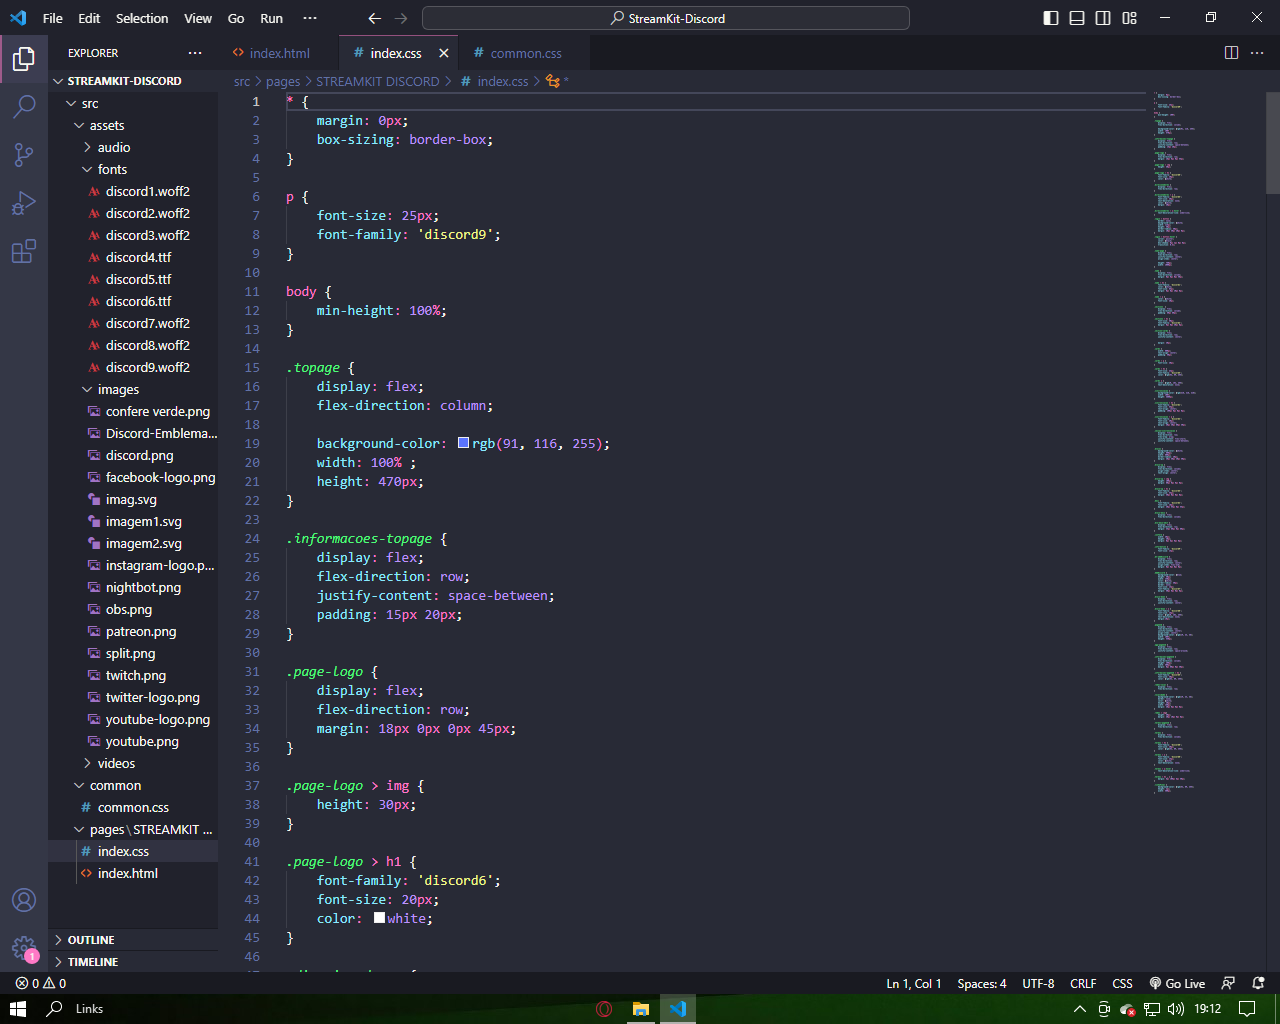 File Edit Selection View Go Run ··· StreamKit-Discord
EXPLORER ···
index.html index.css common.css
STREAMKIT-DISCORD
src > pages > STREAMKIT DISCORD > # index.css > *
src
assets
audio
fonts
discord1.woff2
discord2.woff2
discord3.woff2
discord4.ttf
discord5.ttf
discord6.ttf
discord7.woff2
discord8.woff2
discord9.woff2
images
confere verde.png
Discord-Emblema...
discord.png
facebook-logo.png
imag.svg
imagem1.svg
imagem2.svg
instagram-logo.p...
nightbot.png
obs.png
patreon.png
split.png
twitch.png
twitter-logo.png
youtube-logo.png
youtube.png
videos
common
# common.css
pages\STREAMKIT ...
# index.css
<> index.html
OUTLINE
TIMELINE
1 * {
2 margin: 0px;
3 box-sizing: border-box;
4 }
5
6 p {
7 font-size: 25px;
8 font-family: 'discord9';
9 }
10
11 body {
12 min-height: 100%;
13 }
14
15 .topage {
16 display: flex;
17 flex-direction: column;
18
19 background-color: rgb(91, 116, 255);
20 width: 100% ;
21 height: 470px;
22 }
23
24 .informacoes-topage {
25 display: flex;
26 flex-direction: row;
27 justify-content: space-between;
28 padding: 15px 20px;
29 }
30
31 .page-logo {
32 display: flex;
33 flex-direction: row;
34 margin: 18px 0px 0px 45px;
35 }
36
37 .page-logo > img {
38 height: 30px;
39 }
40
41 .page-logo > h1 {
42 font-family: 'discord6';
43 font-size: 20px;
44 color: white;
45 }
46
0 0 Ln 1, Col 1 Spaces: 4 UTF-8 CRLF CSS Go Live
1
Links 19:12